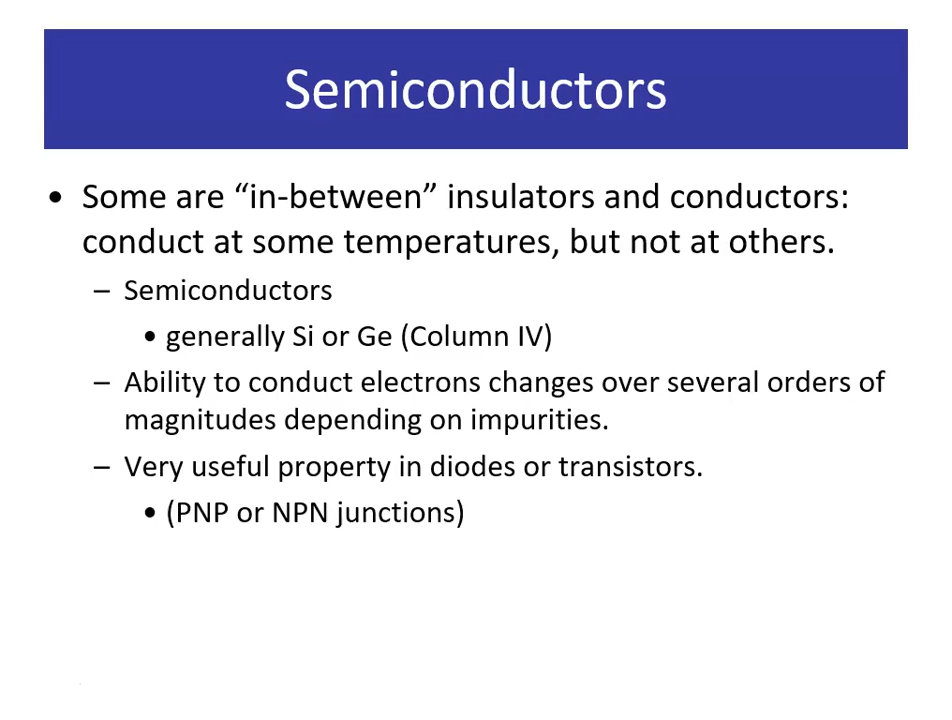 Semiconductors
• Some are “in-between” insulators and conductors:
conduct at some temperatures, but not at others.
– Semiconductors
• generally Si or Ge (Column IV)
– Ability to conduct electrons changes over several orders of
magnitudes depending on impurities.
– Very useful property in diodes or transistors.
• (PNP or NPN junctions)